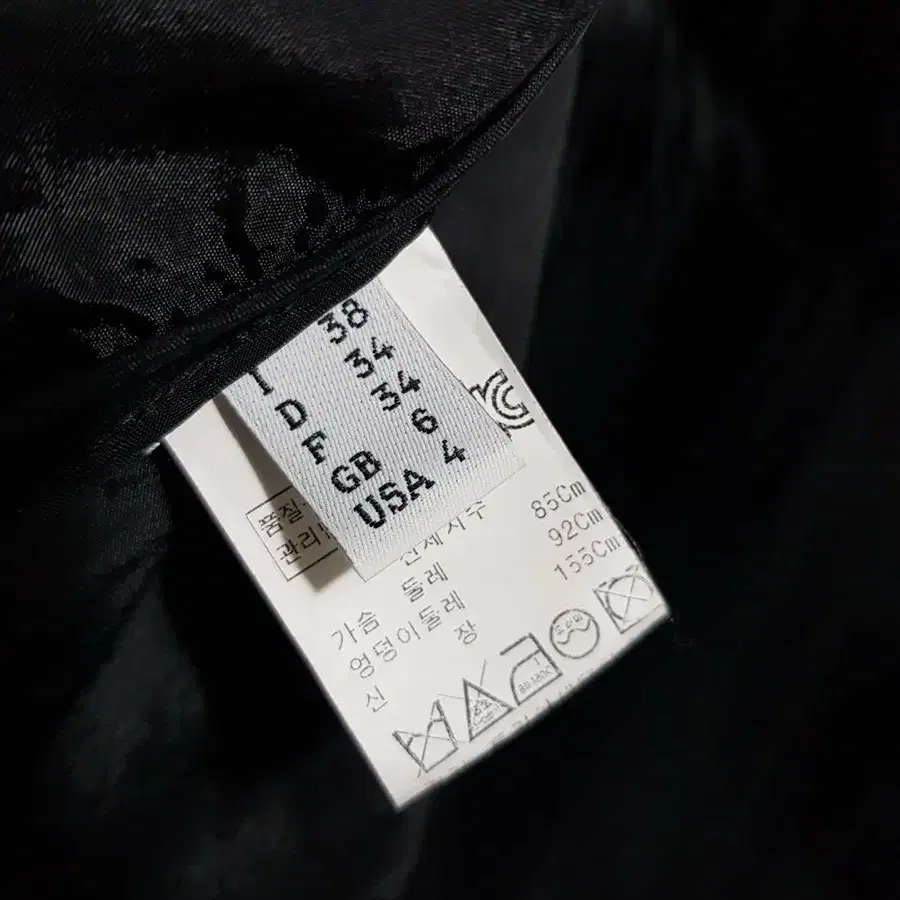 I 38
D 34
F 34
GB 6
USA 4
품질
관리
신체치수
가슴 둘레 85Cm
엉덩이둘레 92Cm
신 장 155Cm